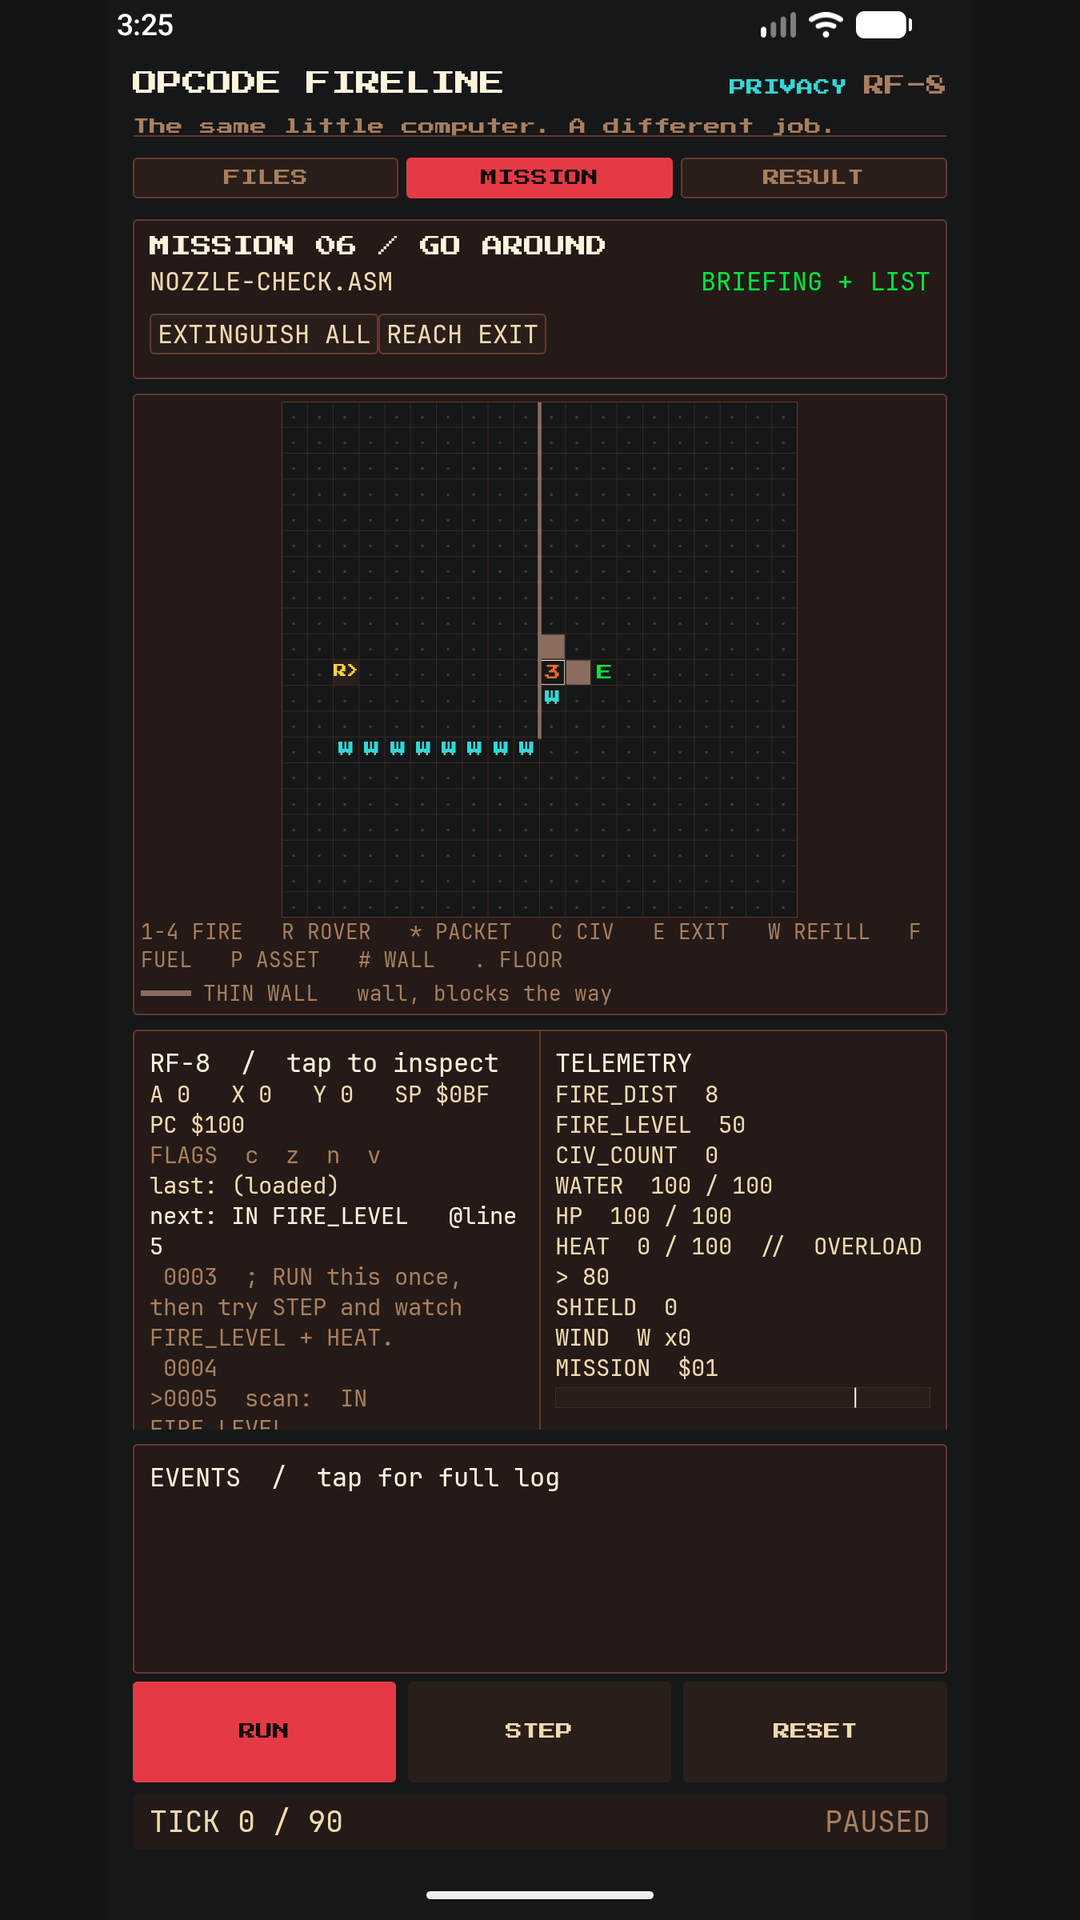 3:25
OPCODE FIRELINE PRIVACY RF-8
The same little computer. A different job.
FILES MISSION RESULT
MISSION 06 / GO AROUND
NOZZLE-CHECK.ASM BRIEFING + LIST
EXTINGUISH ALL REACH EXIT
R> 3 E
W
W W W W W W W W
1-4 FIRE R ROVER * PACKET C CIV E EXIT W REFILL F
FUEL P ASSET # WALL . FLOOR
THIN WALL wall, blocks the way
RF-8 / tap to inspect
A 0 X 0 Y 0 SP $0BF
PC $100
FLAGS c z n v
last: (loaded)
next: IN FIRE_LEVEL @line
5
0003 ; RUN this once,
then try STEP and watch
FIRE_LEVEL + HEAT.
0004
>0005 scan: IN
FIRE_LEVEL
TELEMETRY
FIRE_DIST 8
FIRE_LEVEL 50
CIV_COUNT 0
WATER 100 / 100
HP 100 / 100
HEAT 0 / 100 // OVERLOAD
> 80
SHIELD 0
WIND W x0
MISSION $01
EVENTS / tap for full log
RUN STEP RESET
TICK 0 / 90 PAUSED